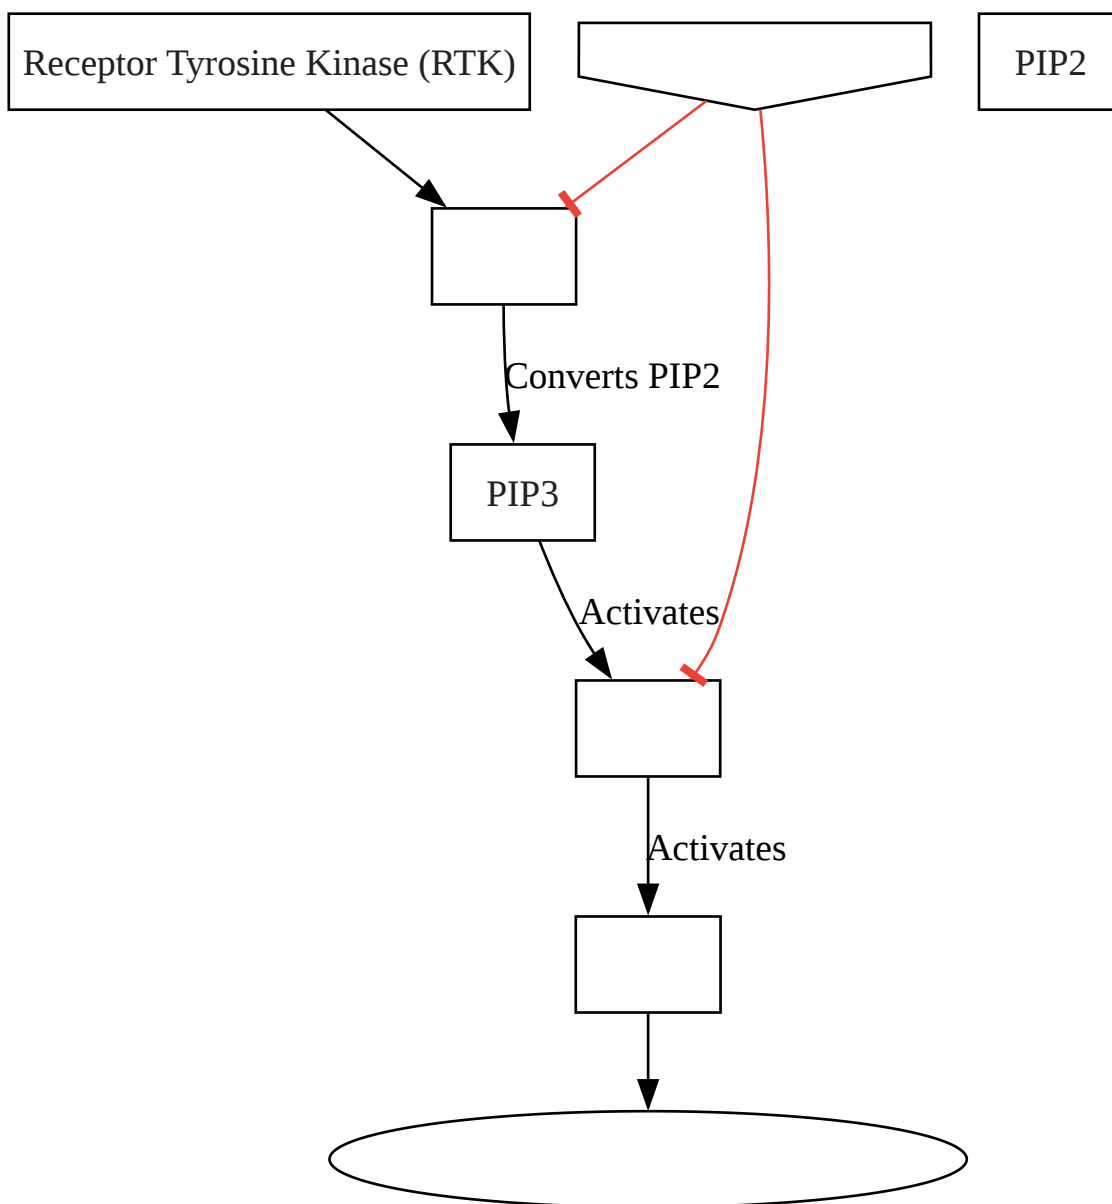 Receptor Tyrosine Kinase (RTK)
PIP2
Converts PIP2
PIP3
Activates
Activates